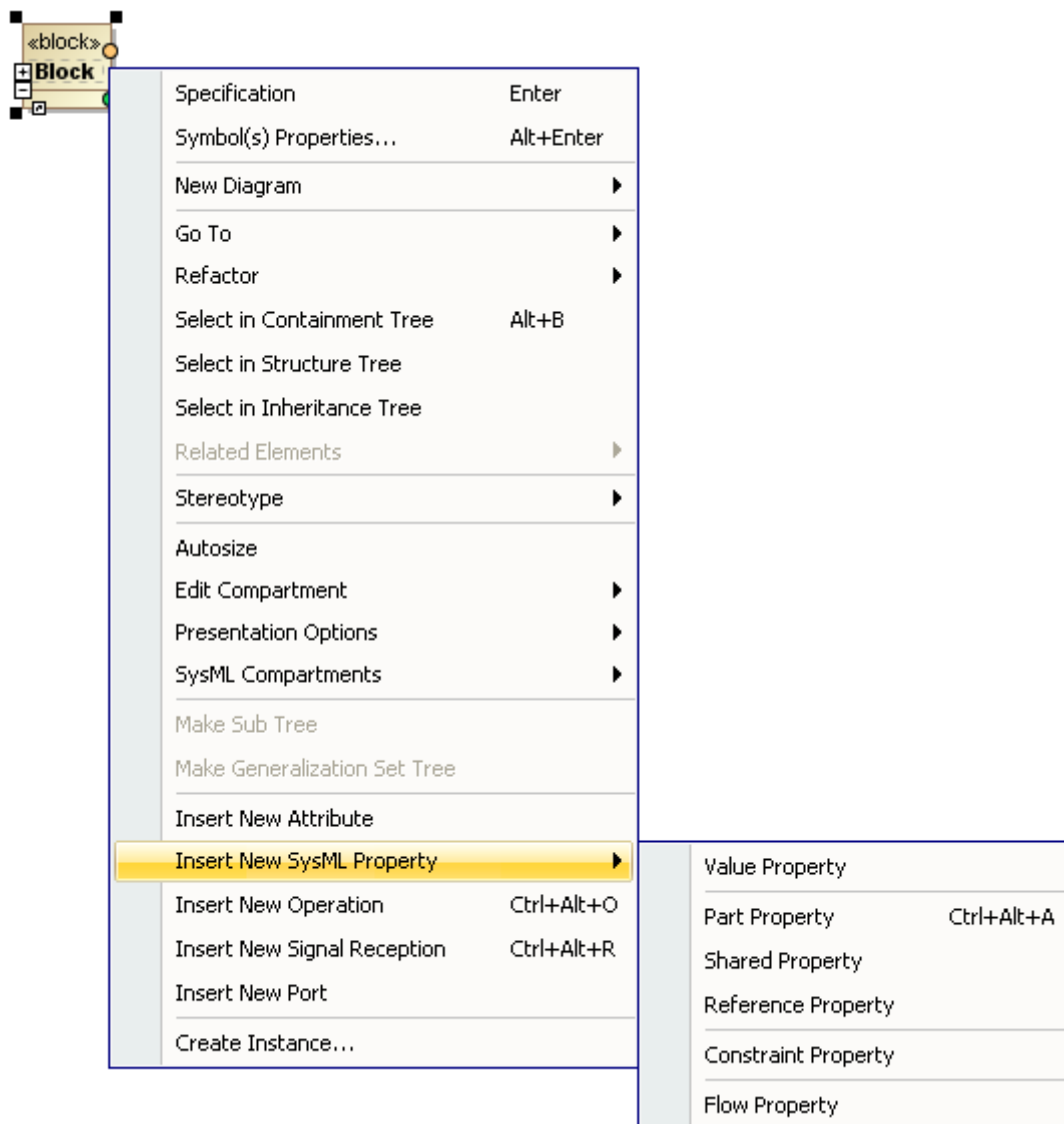 «block»
Block
Specification Enter
Symbol(s) Properties... Alt+Enter
New Diagram
Go To
Refactor
Select in Containment Tree Alt+B
Select in Structure Tree
Select in Inheritance Tree
Related Elements
Stereotype
Autosize
Edit Compartment
Presentation Options
SysML Compartments
Make Sub Tree
Make Generalization Set Tree
Insert New Attribute
Insert New SysML Property
Insert New Operation Ctrl+Alt+O
Insert New Signal Reception Ctrl+Alt+R
Insert New Port
Create Instance...
Value Property
Part Property Ctrl+Alt+A
Shared Property
Reference Property
Constraint Property
Flow Property